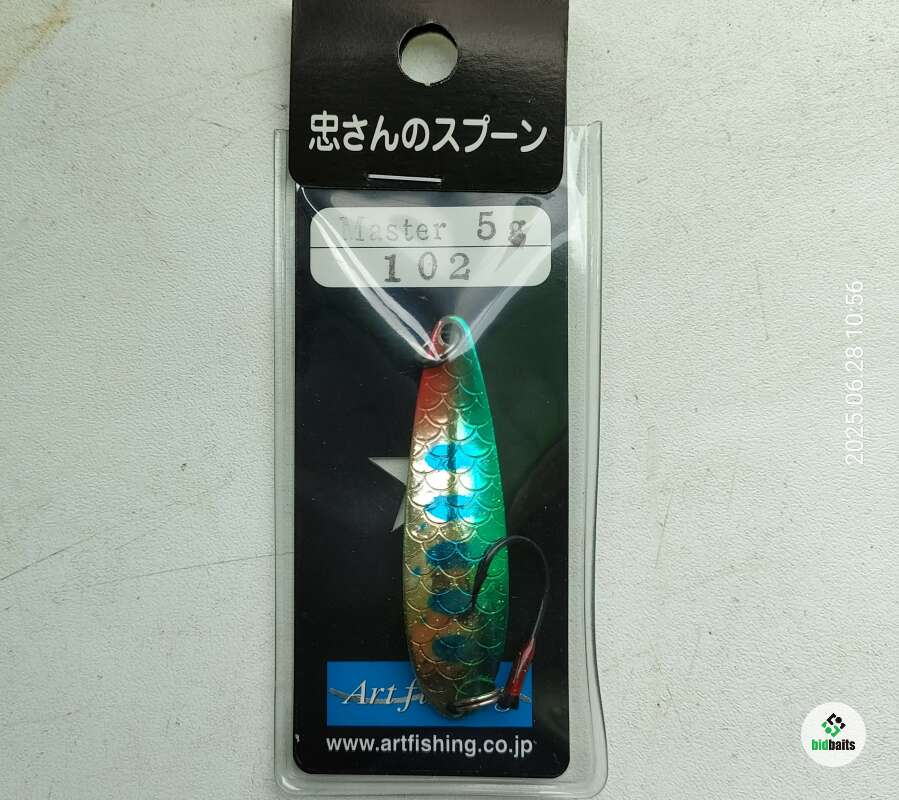 忠さんのスプーン
Master 5g
102
Art
www.artfishing.co.jp
2025.06.28 10:56
bidbaits